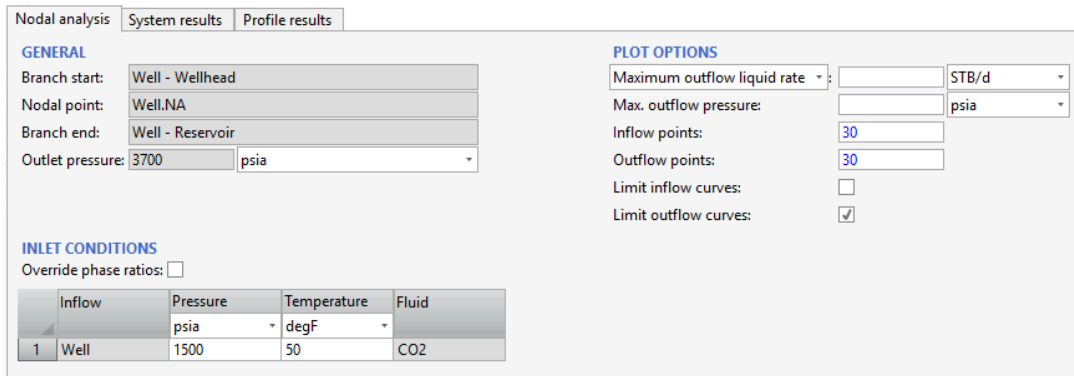 Nodal analysis System results Profile results
GENERAL
Branch start: Well - Wellhead
Nodal point: Well.NA
Branch end: Well - Reservoir
Outlet pressure: 3700 psia
PLOT OPTIONS
Maximum outflow liquid rate : STB/d
Max. outflow pressure: psia
Inflow points: 30
Outflow points: 30
Limit inflow curves:
Limit outflow curves:
INLET CONDITIONS
Override phase ratios:
Inflow Pressure Temperature Fluid
psia degF
1 Well 1500 50 CO2